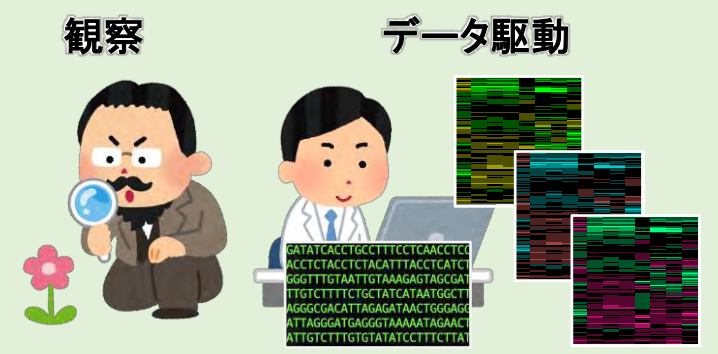 観察
データ駆動
GATATCACCTGCCTTTCCTCAACCTCC
ACCTCTACCTCTACATTTACCTCATCT
GGGTTTGTAATTGTAAAGAGTAGCGAT
TTGTCTTTTCTGCTATCATAATGGCTT
AGGGCGACATTAGAGATAACTGGGAGG
ATTAGGGATGAGGGTAAAAATAGAACT
ATTGTCTTTGTGTATATCCTTTCTTAT